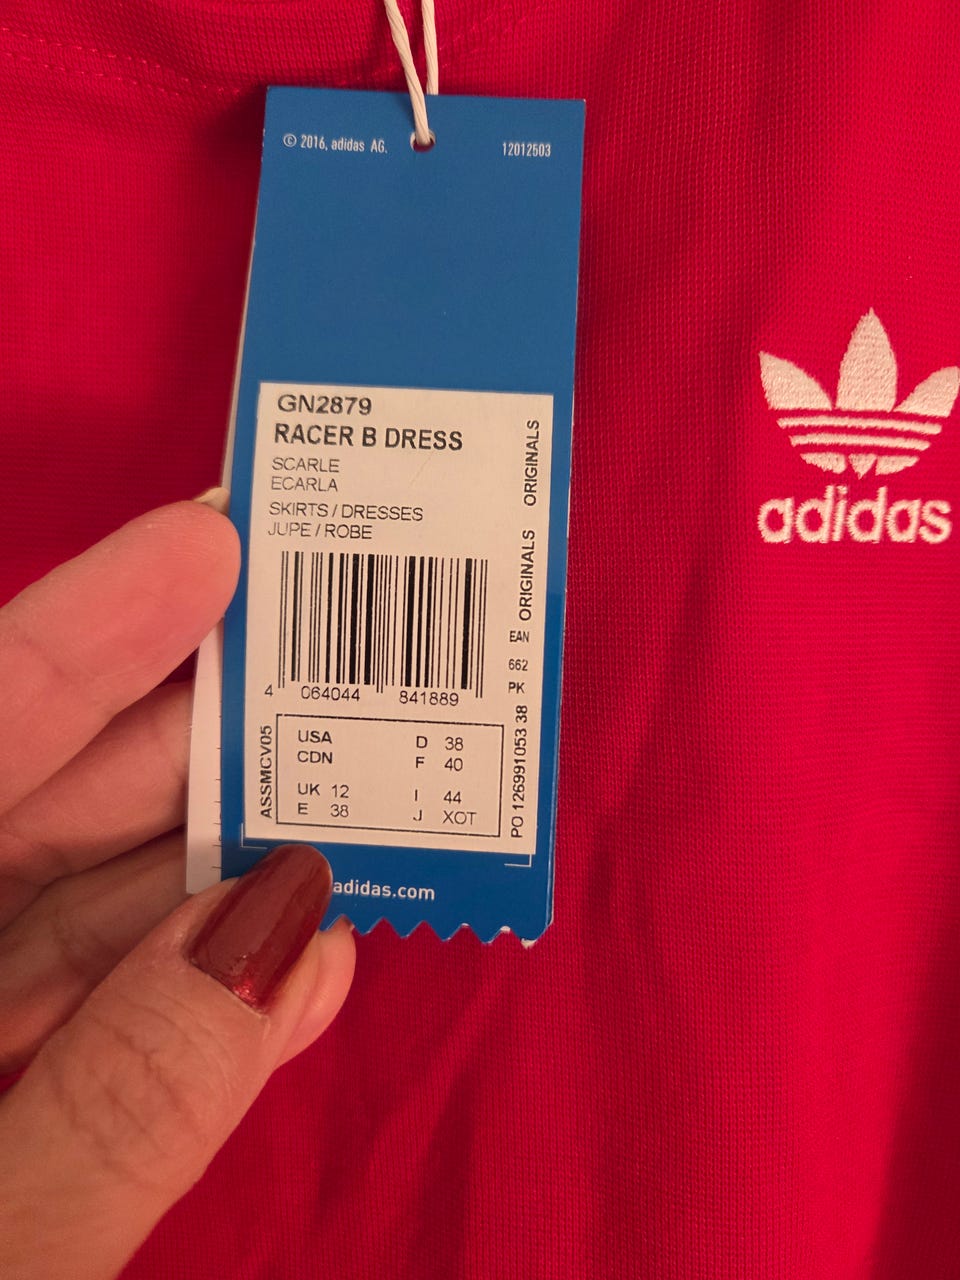 © 2016, adidas AG.
12012503
GN2879
RACER B DRESS
SCARLE
ECARLA
SKIRTS / DRESSES
JUPE / ROBE
4 064044 841889
ORIGINALS ORIGINALS
EAN
662
PK
ASSMCV05
USA
CDN
UK 12
E 38
D 38
F 40
I 44
J XOT
PO 126991053 38
adidas.com
adidas